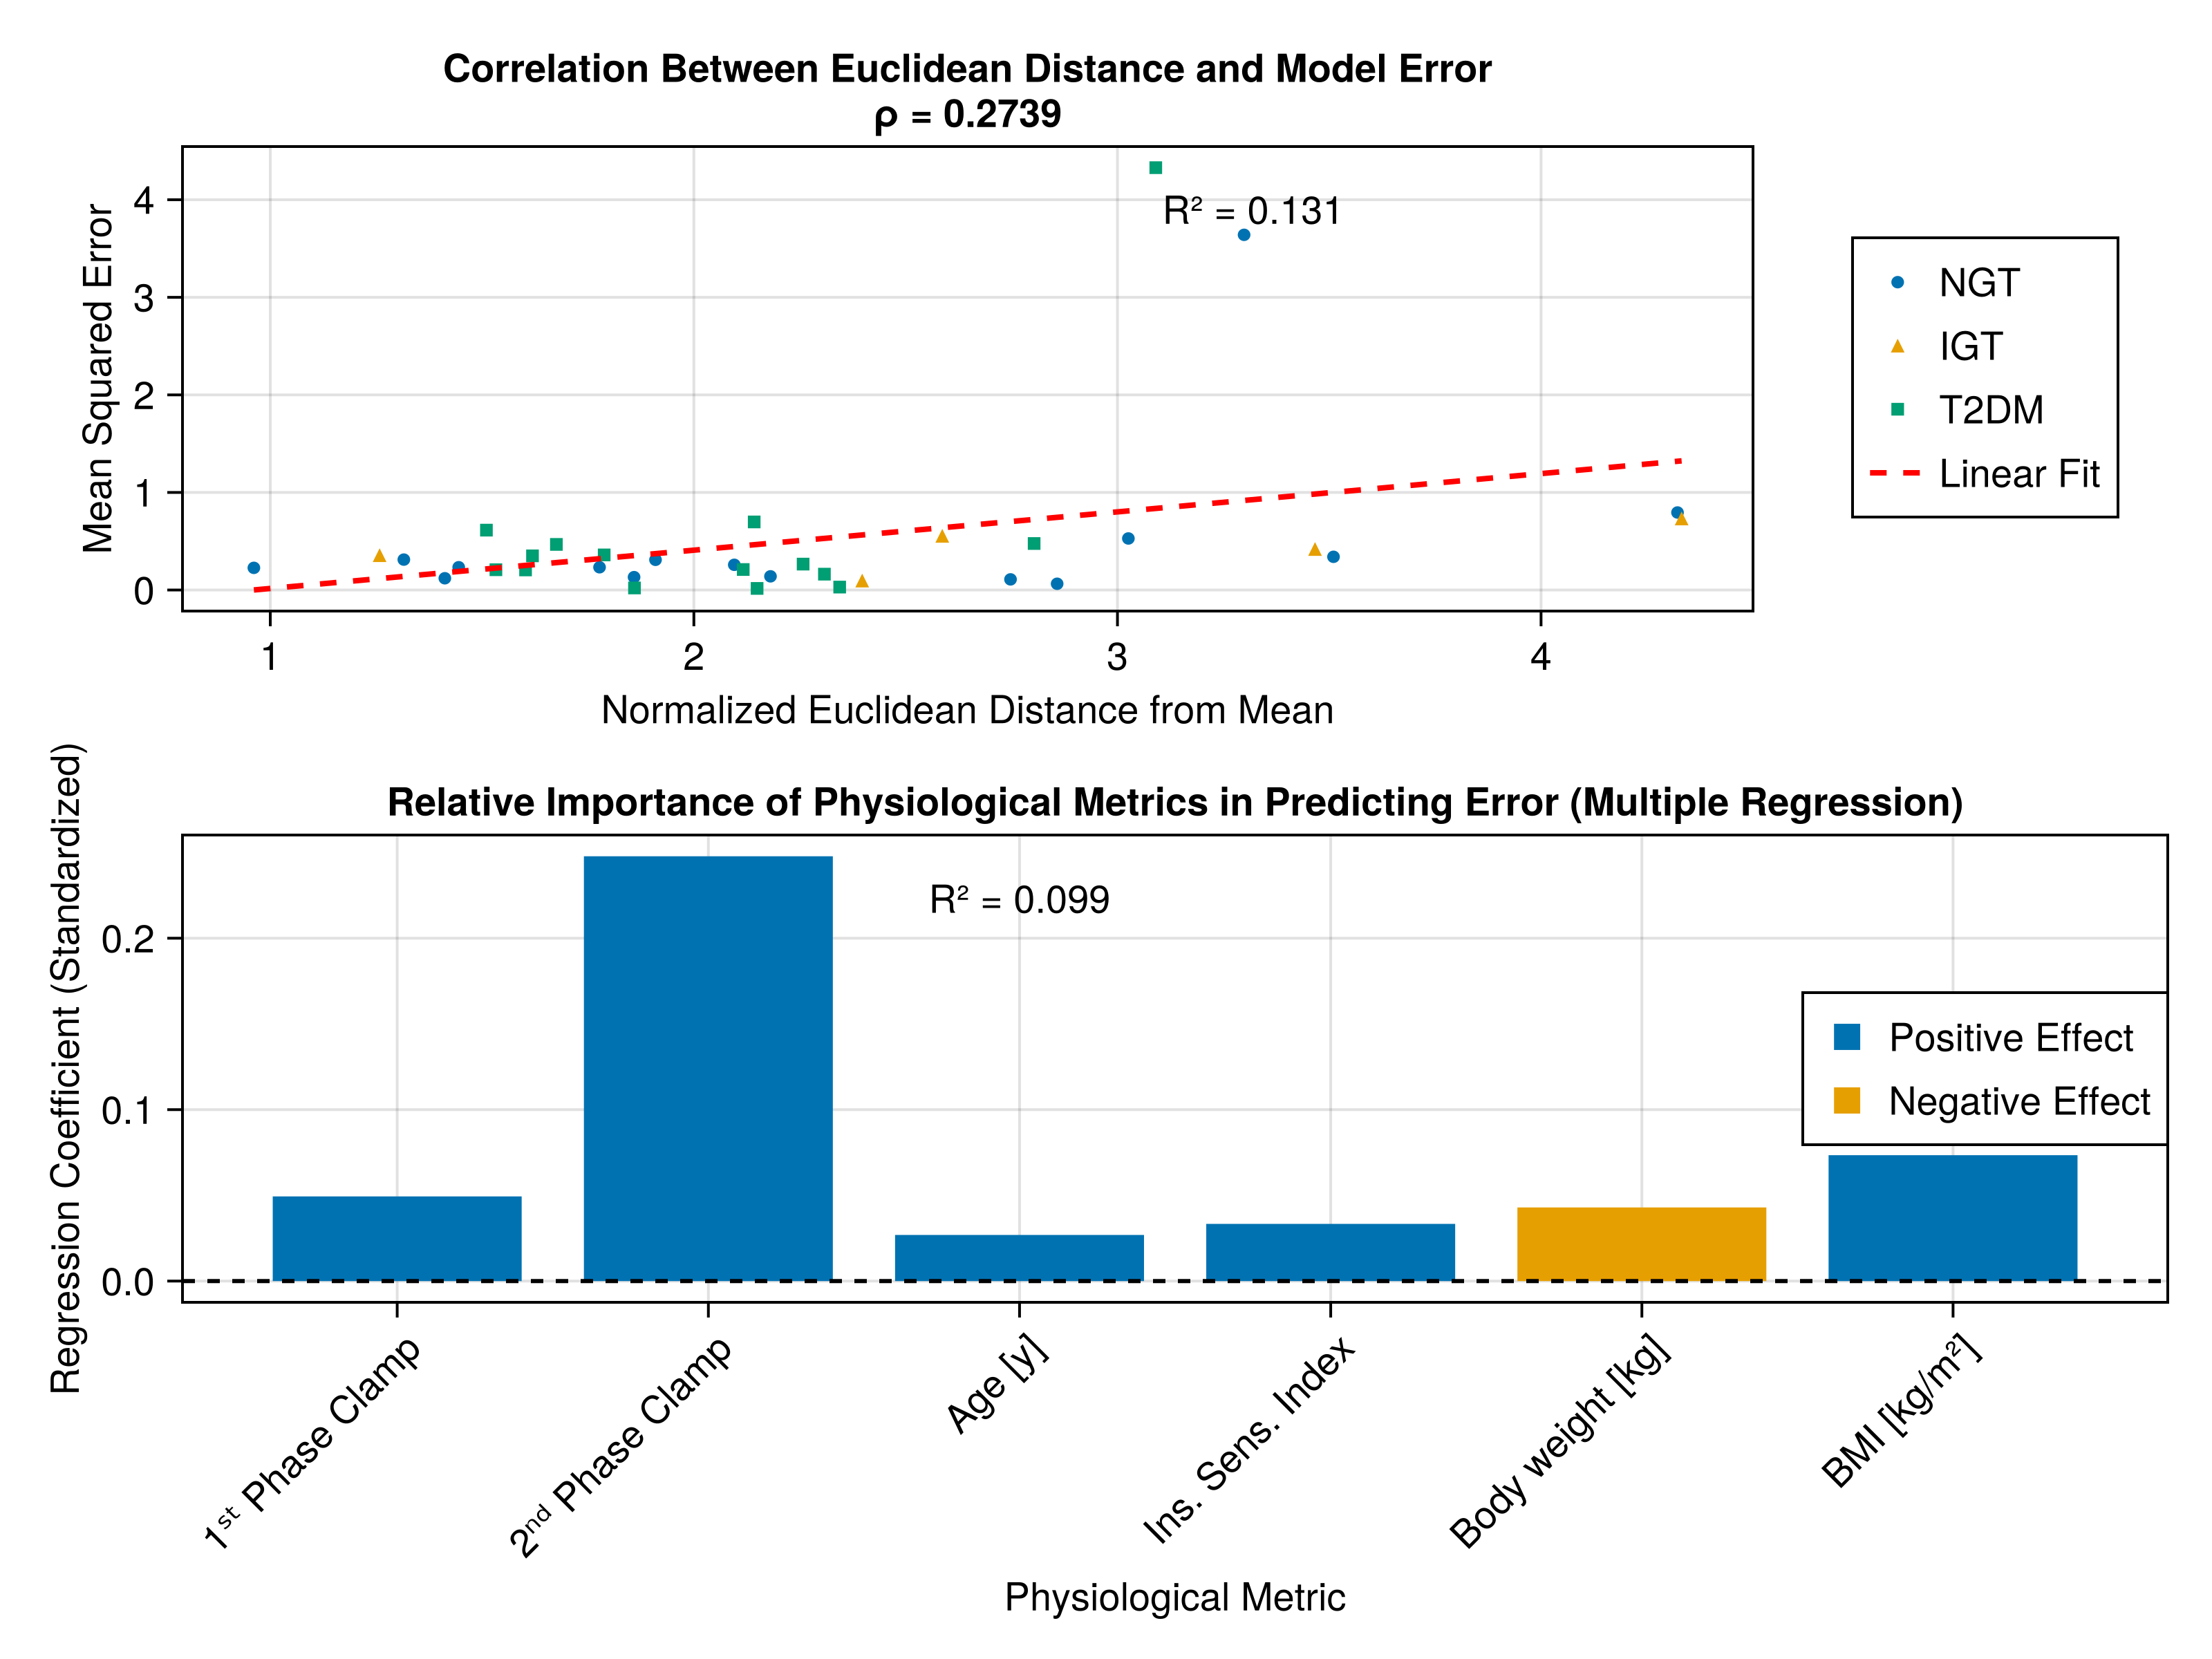 Correlation Between Euclidean Distance and Model Error
ρ = 0.2739
Mean Squared Error
4
3
2
1
0
R² = 0.131
1
2
3
4
Normalized Euclidean Distance from Mean
NGT
IGT
T2DM
Linear Fit
Relative Importance of Physiological Metrics in Predicting Error (Multiple Regression)
Regression Coefficient (Standardized)
0.2
0.1
0.0
R² = 0.099
Positive Effect
Negative Effect
1ˢᵗ Phase Clamp
2ⁿᵈ Phase Clamp
Age [y]
Ins. Sens. Index
Body weight [kg]
BMI [kg/m²]
Physiological Metric